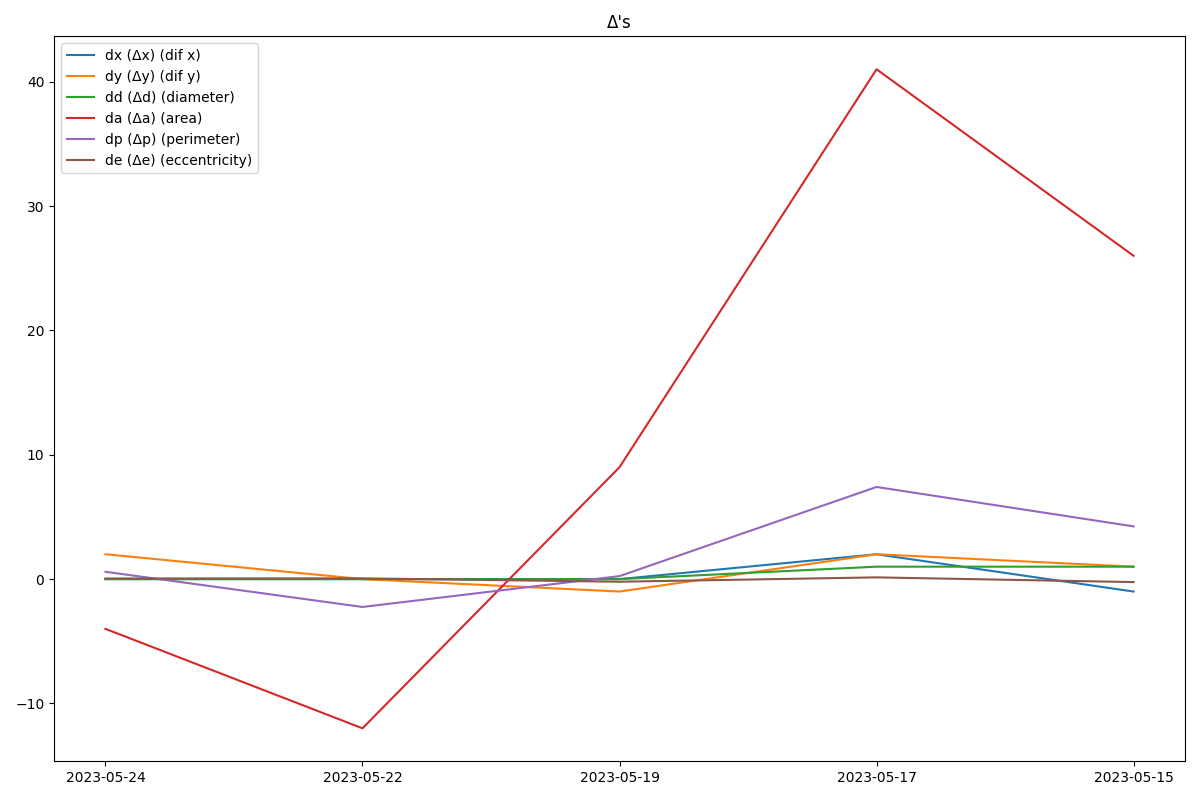 Δ's
dx (Δx) (dif x)
dy (Δy) (dif y)
dd (Δd) (diameter)
da (Δa) (area)
dp (Δp) (perimeter)
de (Δe) (eccentricity)
40
30
20
10
0
−10
2023-05-24 2023-05-22 2023-05-19 2023-05-17 2023-05-15